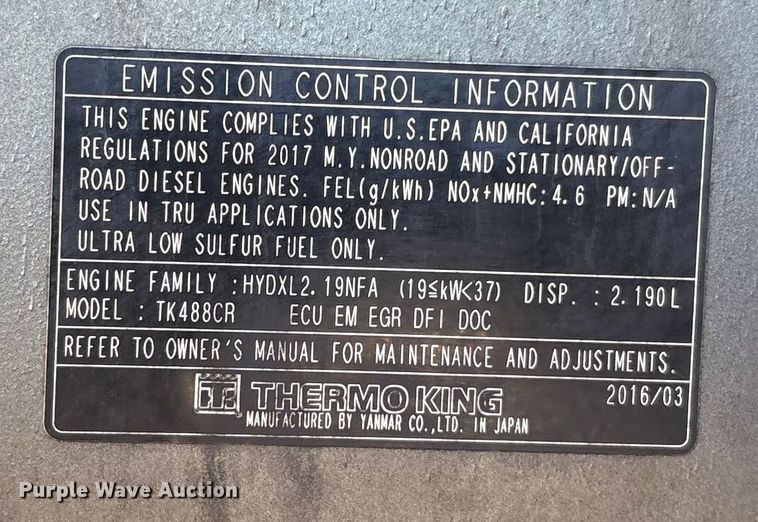 EMISSION CONTROL INFORMATION
THIS ENGINE COMPLIES WITH U.S.EPA AND CALIFORNIA
REGULATIONS FOR 2017 M.Y.NONROAD AND STATIONARY/OFF-
ROAD DIESEL ENGINES. FEL(g/kWh) NOx+NMHC:4.6 PM:N/A
USE IN TRU APPLICATIONS ONLY.
ULTRA LOW SULFUR FUEL ONLY.
ENGINE FAMILY :HYDXL2.19NFA (19≦kW<37) DISP. : 2.190L
MODEL : TK488CR ECU EM EGR DFI DOC
REFER TO OWNER'S MANUAL FOR MAINTENANCE AND ADJUSTMENTS.
THERMO KING 2016/03
MANUFACTURED BY YANMAR CO.,LTD. IN JAPAN
Purple Wave Auction